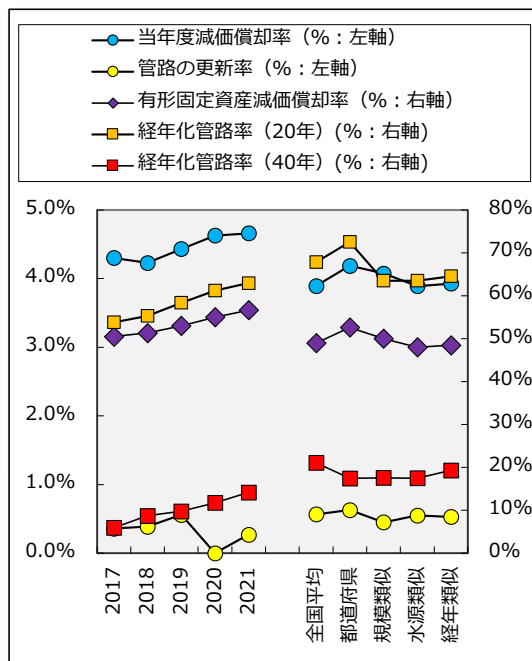 当年度減価償却率（%：左軸）
管路の更新率（%：左軸）
有形固定資産減価償却率（%：右軸）
経年化管路率（20年）(%：右軸)
経年化管路率（40年）(%：右軸)
5.0%
4.0%
3.0%
2.0%
1.0%
0.0%
80%
70%
60%
50%
40%
30%
20%
10%
0%
2017
2018
2019
2020
2021
全国平均
都道府県
規模類似
水源類似
経年類似